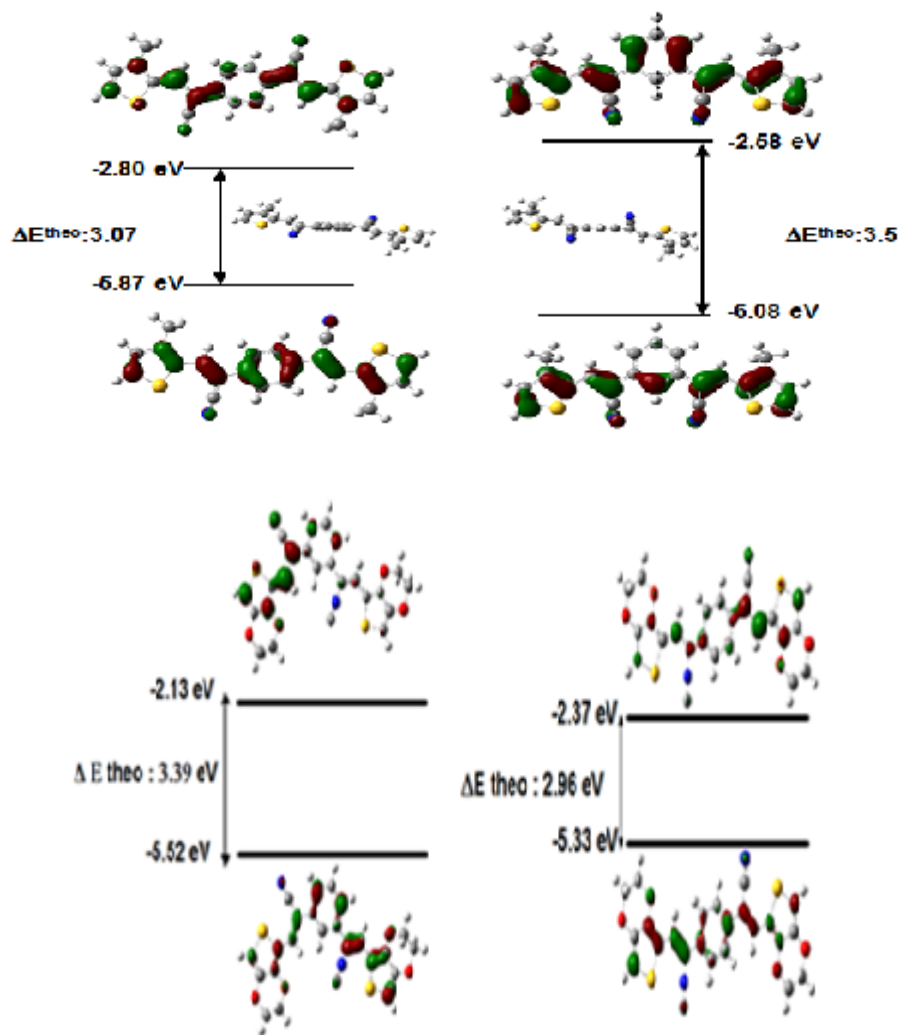 -2.80 eV
ΔEᵗʰᵉᵒ:3.07
-6.87 eV
-2.58 eV
ΔEᵗʰᵉᵒ:3.5
-6.08 eV
-2.13 eV
Δ E theo : 3.39 eV
-5.52 eV
-2.37 eV
ΔE theo : 2.96 eV
-5.33 eV